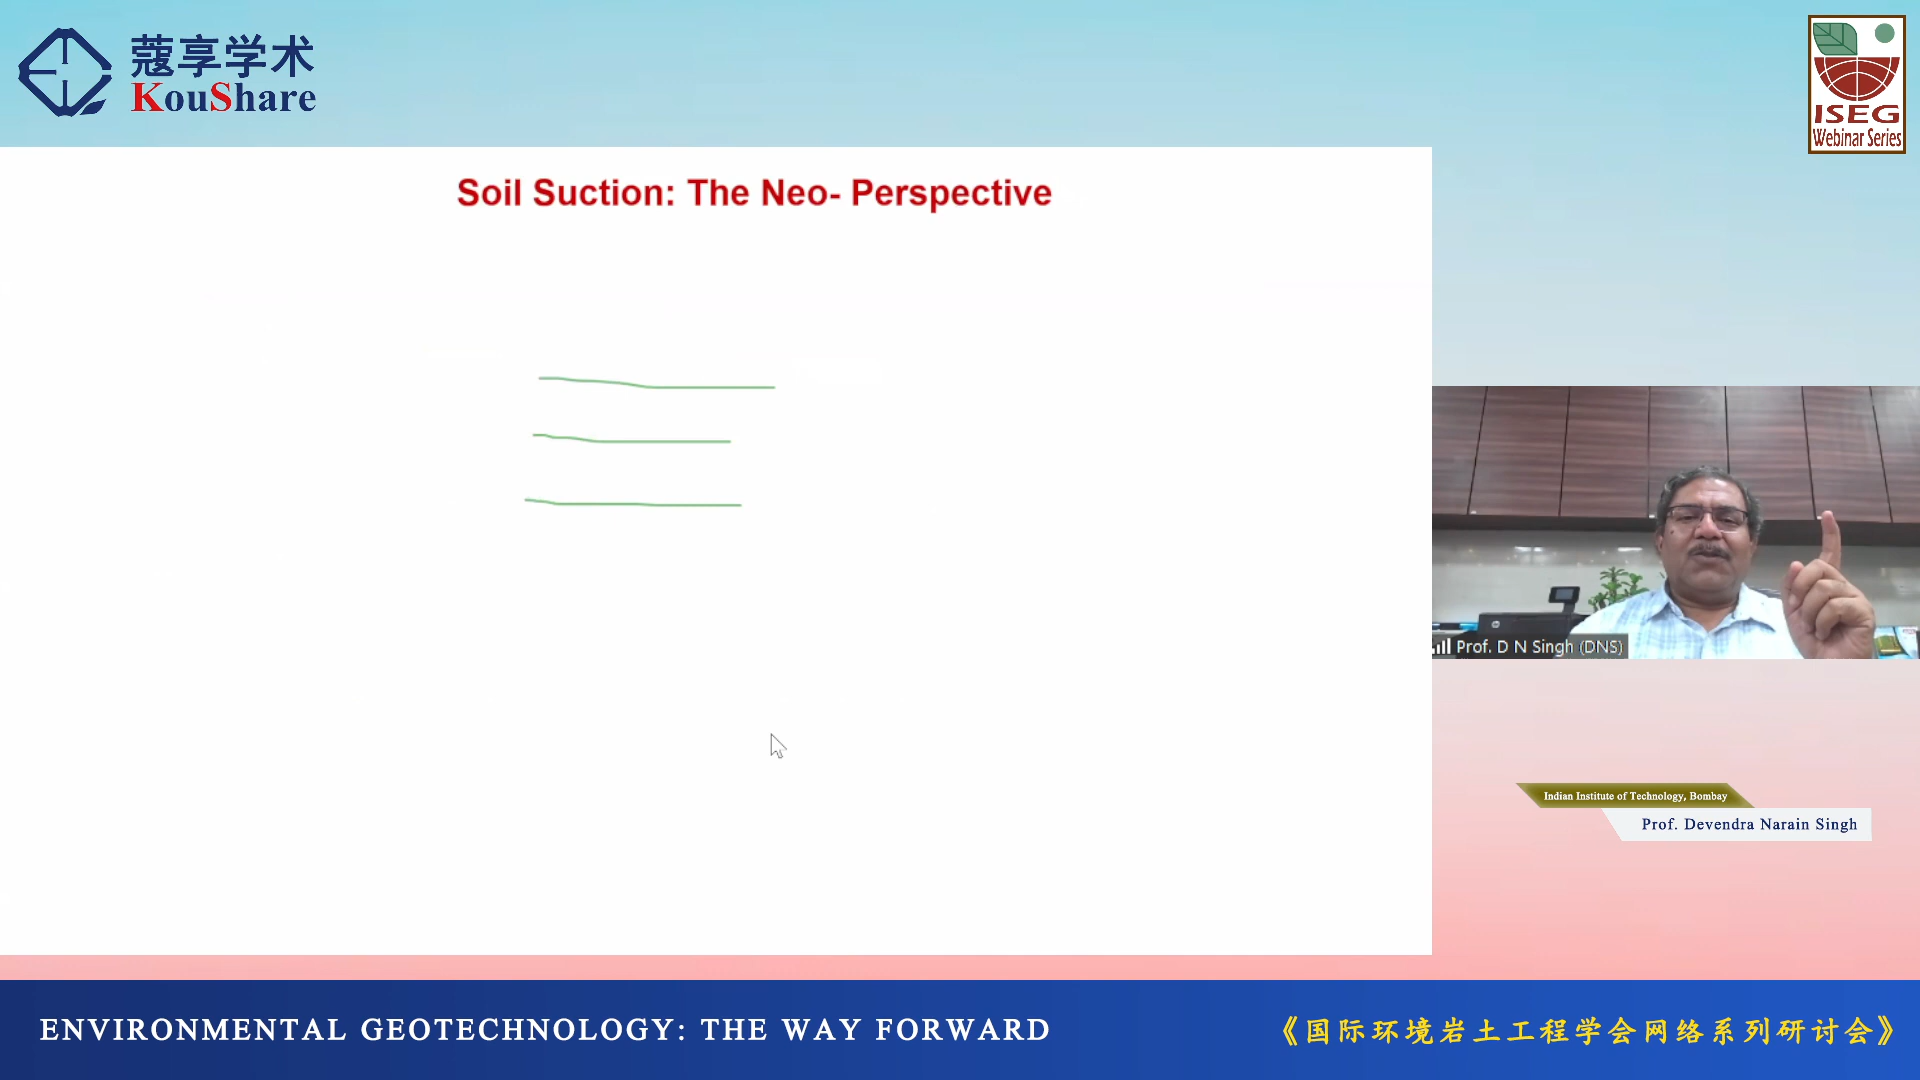 蔻享学术
KouShare
ISEG
Webinar Series
Soil Suction: The Neo- Perspective
Prof. D N Singh (DNS)
Indian Institute of Technology, Bombay
Prof. Devendra Narain Singh
ENVIRONMENTAL GEOTECHNOLOGY: THE WAY FORWARD
《国际环境岩土工程学会网络系列研讨会》